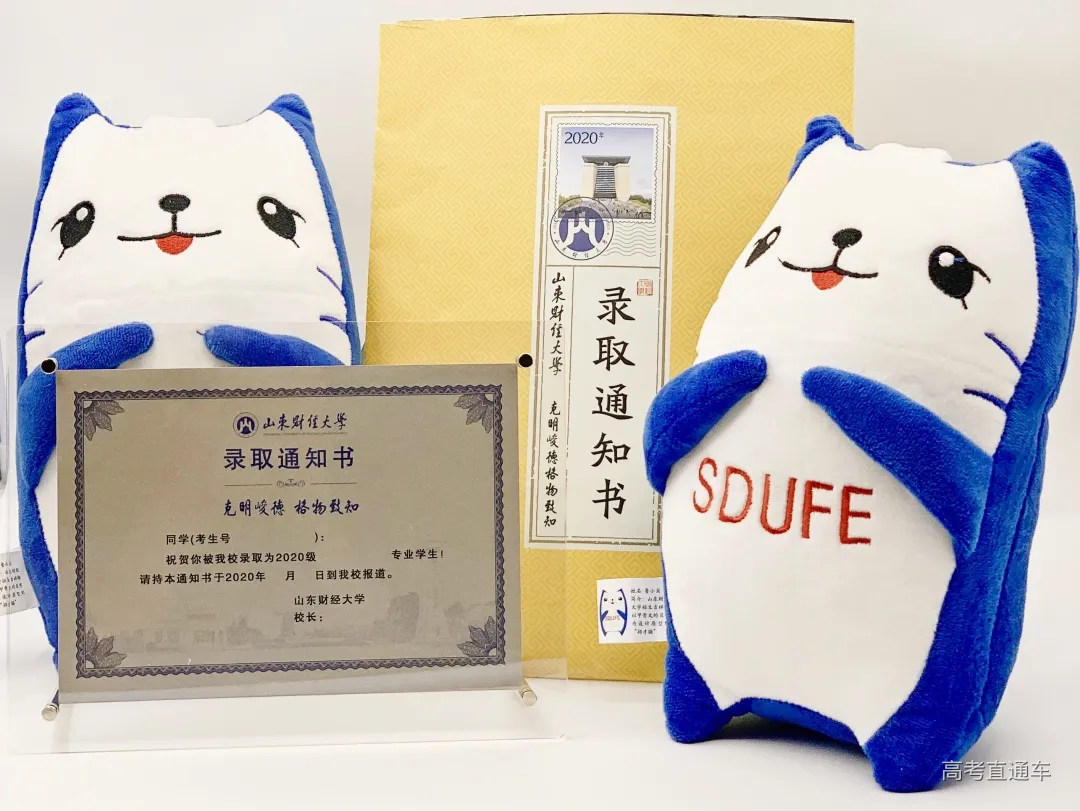 山东财经大学
录取通知书
克明峻德 格物致知
同学(考生号 ):
祝贺你被我校录取为2020级 专业学生!
请持本通知书于2020年 月 日到我校报道。
山东财经大学
校长:
2020年
山东财经大学 克明峻德格物致知
录取通知书
SDUFE
SDUFE
高考直通车